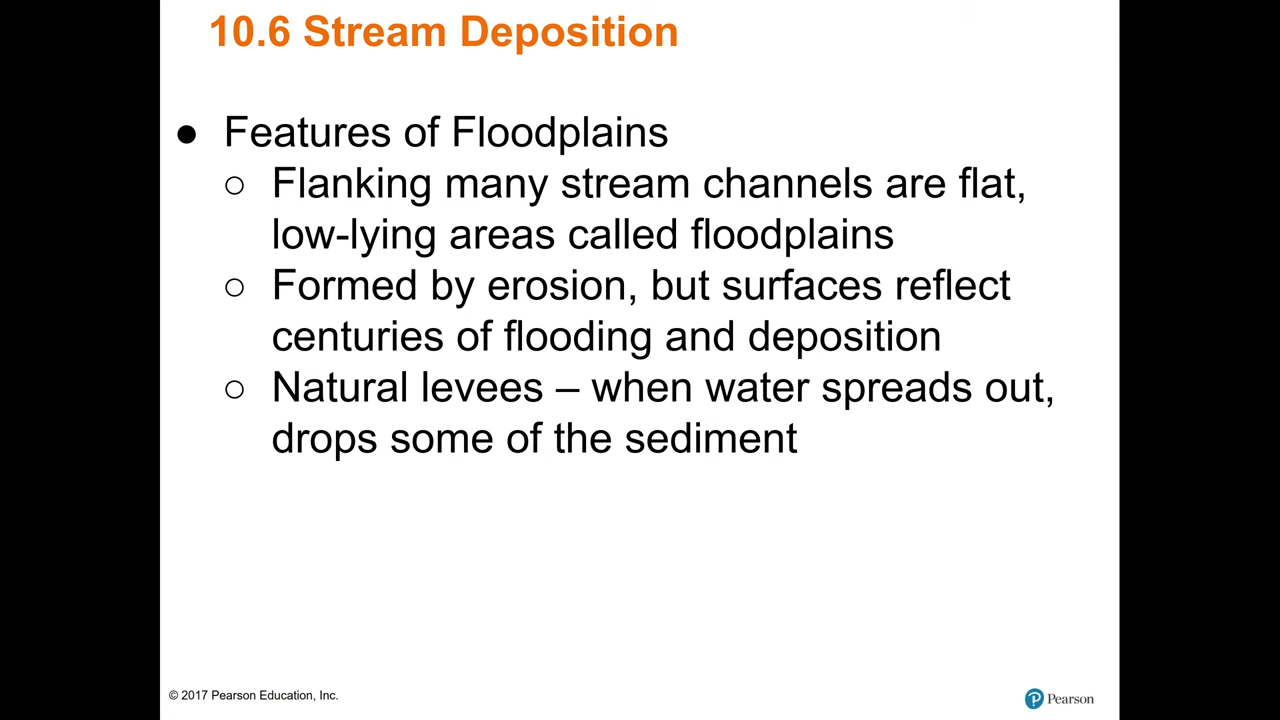 10.6 Stream Deposition
● Features of Floodplains
○ Flanking many stream channels are flat,
low-lying areas called floodplains
○ Formed by erosion, but surfaces reflect
centuries of flooding and deposition
○ Natural levees – when water spreads out,
drops some of the sediment
© 2017 Pearson Education, Inc.
P Pearson